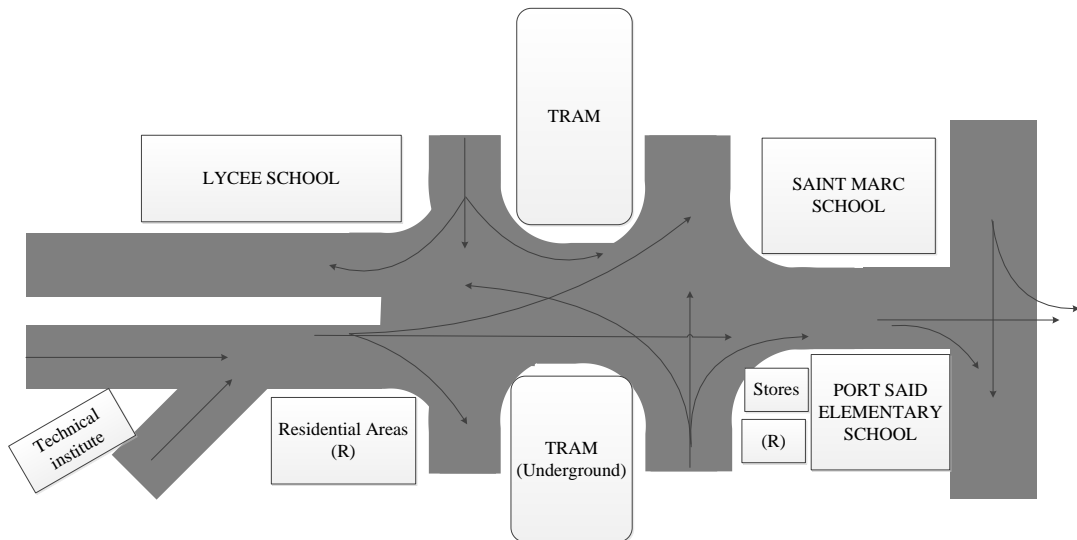 TRAM
LYCEE SCHOOL
SAINT MARC
SCHOOL
Technical
institute
Residential Areas
(R)
TRAM
(Underground)
Stores
(R)
PORT SAID
ELEMENTARY
SCHOOL